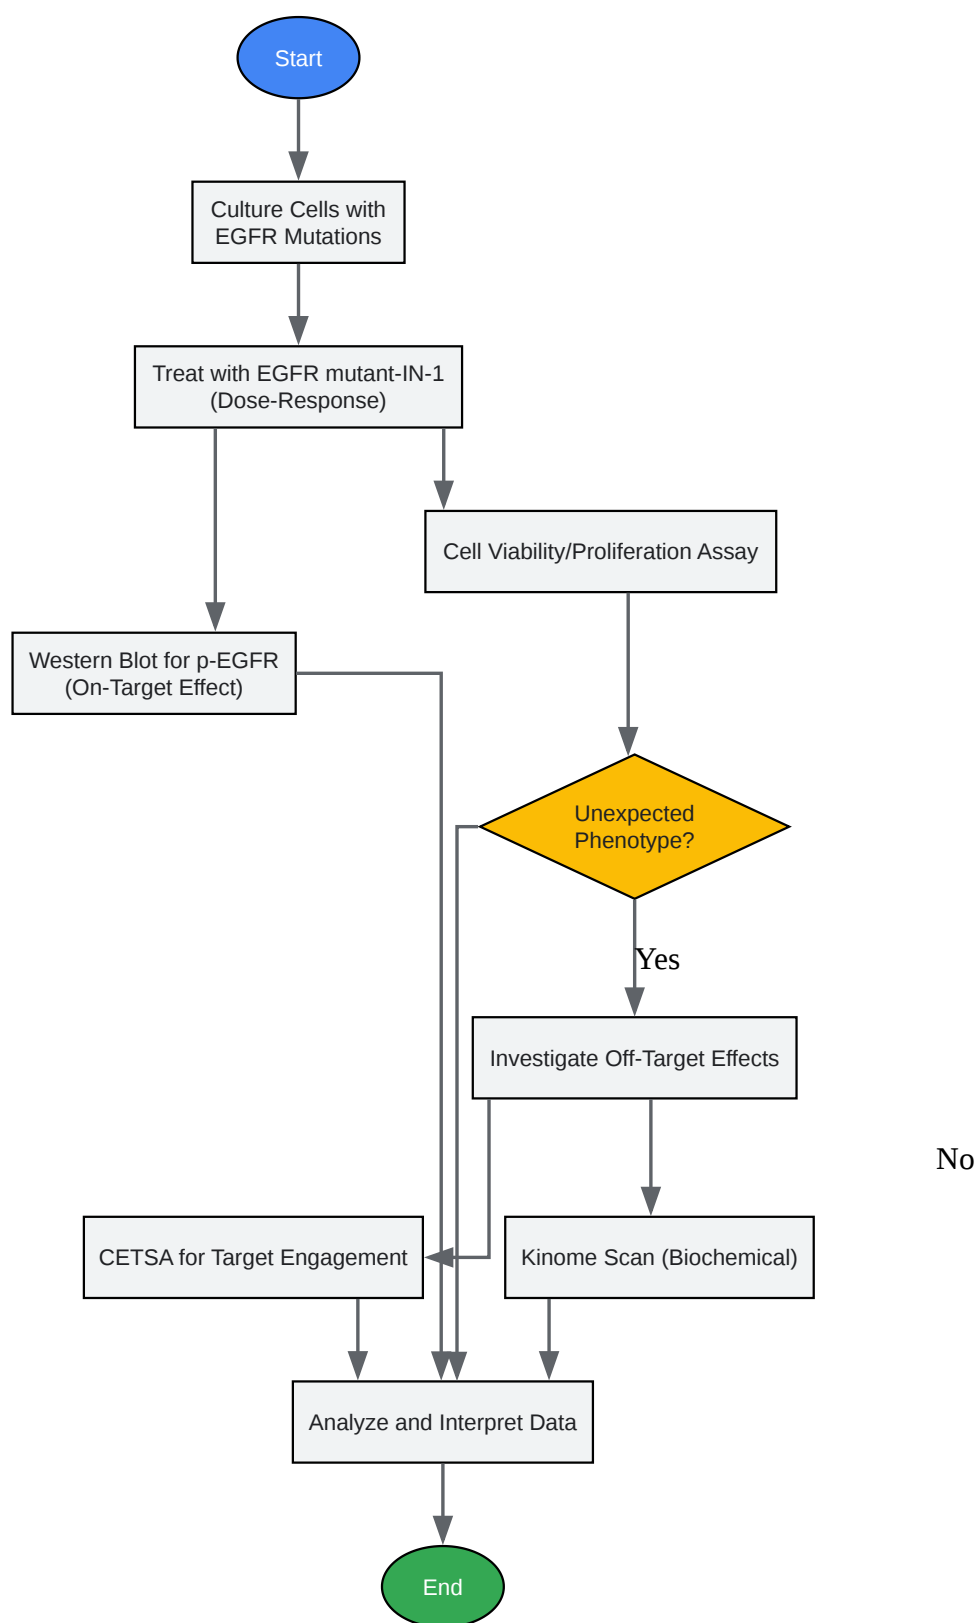 Start
Culture Cells with
EGFR Mutations
Treat with EGFR mutant-IN-1
(Dose-Response)
Cell Viability/Proliferation Assay
Western Blot for p-EGFR
(On-Target Effect)
Unexpected
Phenotype?
Yes
Investigate Off-Target Effects
No
CETSA for Target Engagement
Kinome Scan (Biochemical)
Analyze and Interpret Data
End